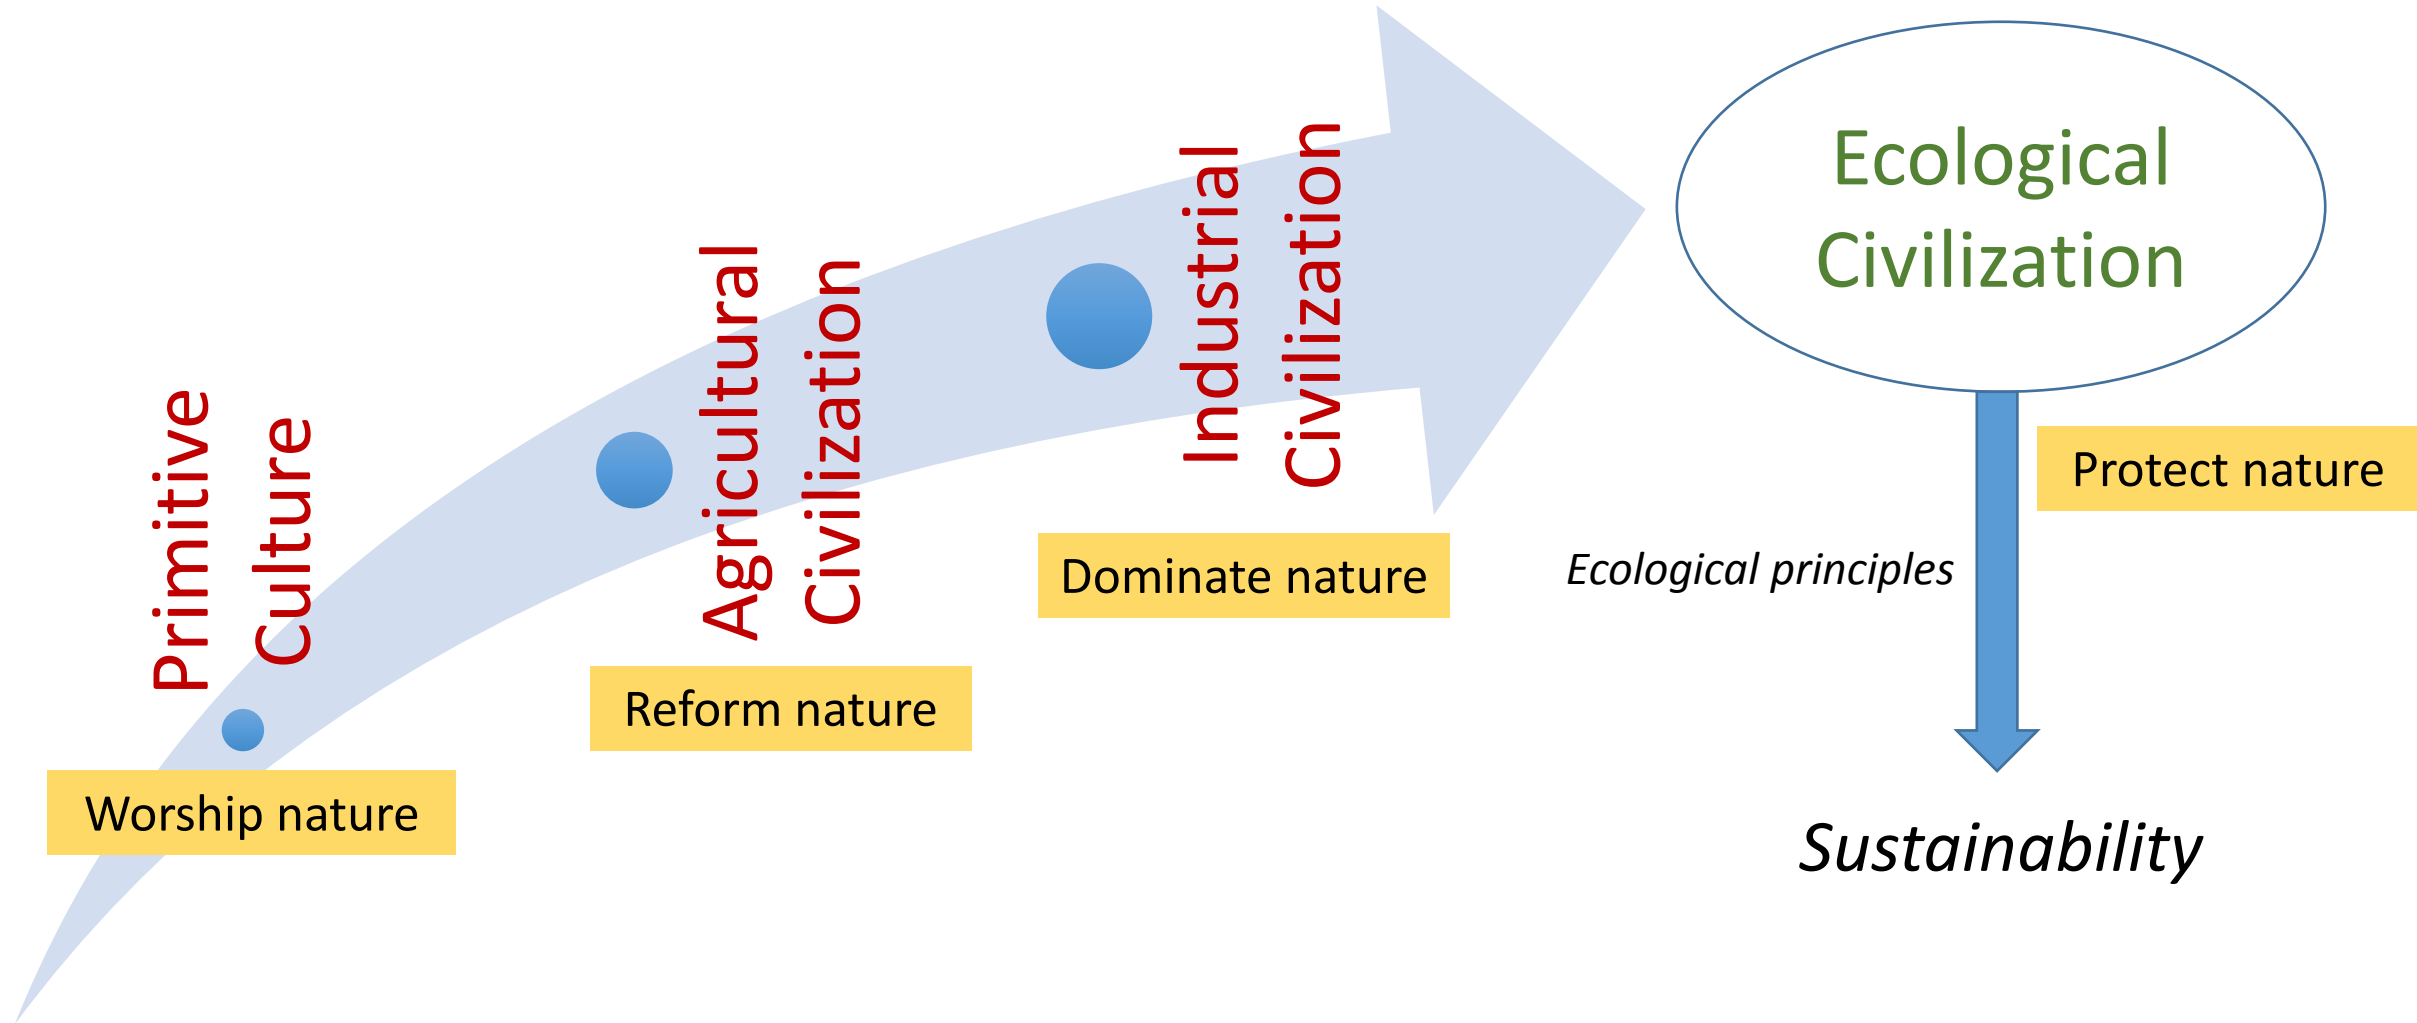 Primitive
Culture
Worship nature
Agricultural
Civilization
Reform nature
Industrial
Civilization
Dominate nature
Ecological
Civilization
Protect nature
Ecological principles
Sustainability